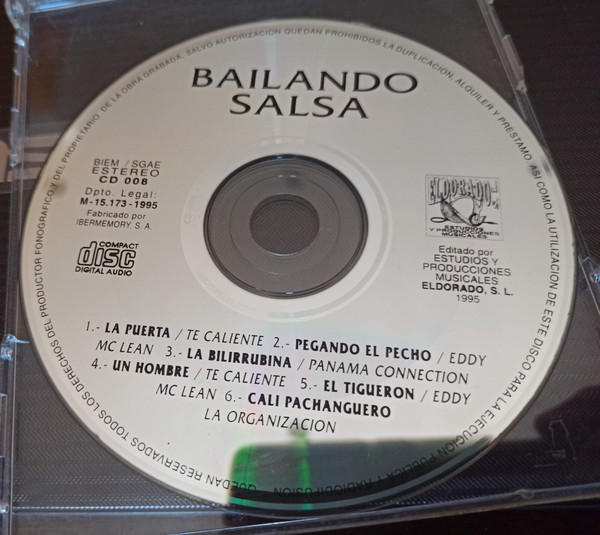 BAILANDO
SALSA
BIEM / SGAE
ESTEREO
CD 008
Dpto. Legal:
M-15.173-1995
Fabricado por
IBERMEMORY, S. A.
COMPACT
disc
DIGITAL AUDIO
ELDORADO
ESTUDIOS
Y PRODUCCIONES
MUSICALES
Editado por
ESTUDIOS Y
PRODUCCIONES
MUSICALES
ELDORADO, S. L.
1995
1.- LA PUERTA / TE CALIENTE 2.- PEGANDO EL PECHO / EDDY
MC LEAN 3.- LA BILIRRUBINA / PANAMA CONNECTION
4.- UN HOMBRE / TE CALIENTE 5.- EL TIGUERON / EDDY
MC LEAN 6.- CALI PACHANGUERO
LA ORGANIZACION
QUEDAN RESERVADOS TODOS LOS DERECHOS DEL PRODUCTOR FONOGRAFICO Y DEL PROPIETARIO DE LA OBRA GRABADA, SALVO AUTORIZACION QUEDAN PROHIBIDOS LA DUPLICACION, ALQUILER Y PRESTAMO, ASI COMO LA UTILIZACION DE ESTE DISCO PARA LA EJECUCION PUBLICA Y RADIODIFUSION